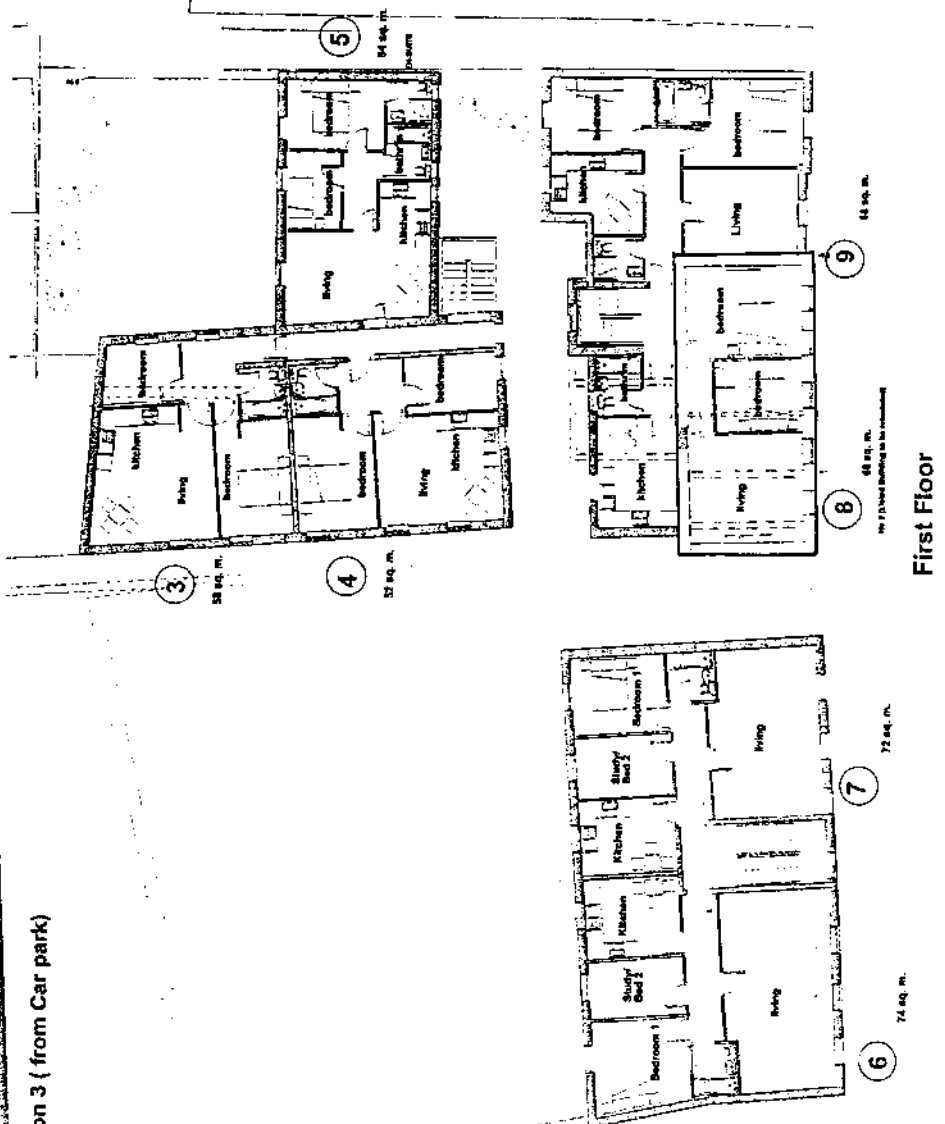 on 3 ( from Car park)
3
58 sq. m.
bedroom
kitchen
living
bedroom
4
52 sq. m.
bedroom
bedroom
living
kitchen
5
54 sq. m.
bedroom
bedroom
bathrm
kitchen
living
6
74 sq. m.
Bedroom 1
Study/
Bed 2
Kitchen
living
7
72 sq. m.
Kitchen
Study/
Bed 2
Bedroom 1
living
8
kitchen
living
bedroom
bedroom
9
bedroom
kitchen
bedroom
Living
First Floor